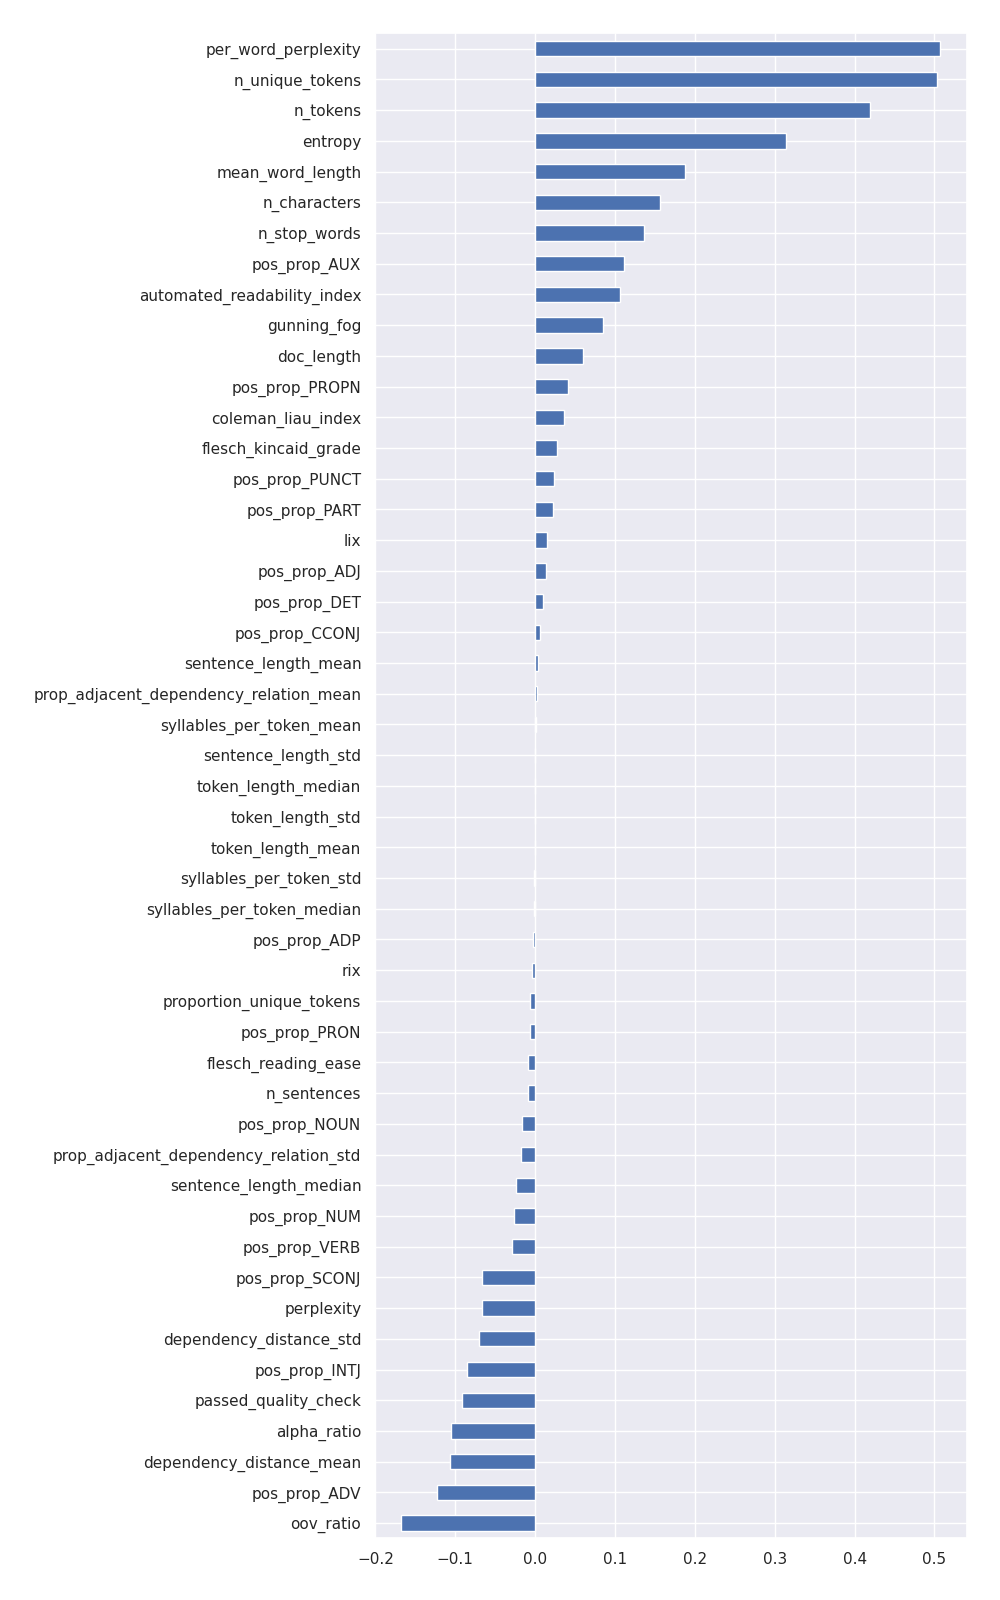 per_word_perplexity
n_unique_tokens
n_tokens
entropy
mean_word_length
n_characters
n_stop_words
pos_prop_AUX
automated_readability_index
gunning_fog
doc_length
pos_prop_PROPN
coleman_liau_index
flesch_kincaid_grade
pos_prop_PUNCT
pos_prop_PART
lix
pos_prop_ADJ
pos_prop_DET
pos_prop_CCONJ
sentence_length_mean
prop_adjacent_dependency_relation_mean
syllables_per_token_mean
sentence_length_std
token_length_median
token_length_std
token_length_mean
syllables_per_token_std
syllables_per_token_median
pos_prop_ADP
rix
proportion_unique_tokens
pos_prop_PRON
flesch_reading_ease
n_sentences
pos_prop_NOUN
prop_adjacent_dependency_relation_std
sentence_length_median
pos_prop_NUM
pos_prop_VERB
pos_prop_SCONJ
perplexity
dependency_distance_std
pos_prop_INTJ
passed_quality_check
alpha_ratio
dependency_distance_mean
pos_prop_ADV
oov_ratio
−0.2 −0.1 0.0 0.1 0.2 0.3 0.4 0.5